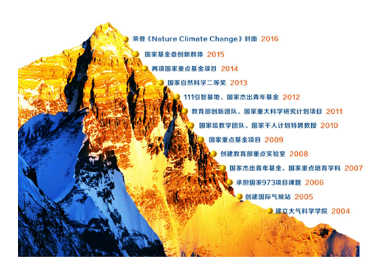 荣登《Nature Climate Change》封面 2016
国家基金委创新群体 2015
两项国家重点基金项目 2014
国家自然科学二等奖 2013
111引智基地、国家杰出青年基金 2012
教育部创新团队、国家重大科学研究计划项目 2011
国家级教学团队、国家千人计划特聘教授 2010
国家重点基金项目 2009
创建教育部重点实验室 2008
国家杰出青年基金、国家重点培育学科 2007
承担国家973项目课题 2006
创建国际气候站 2005
建立大气科学学院 2004